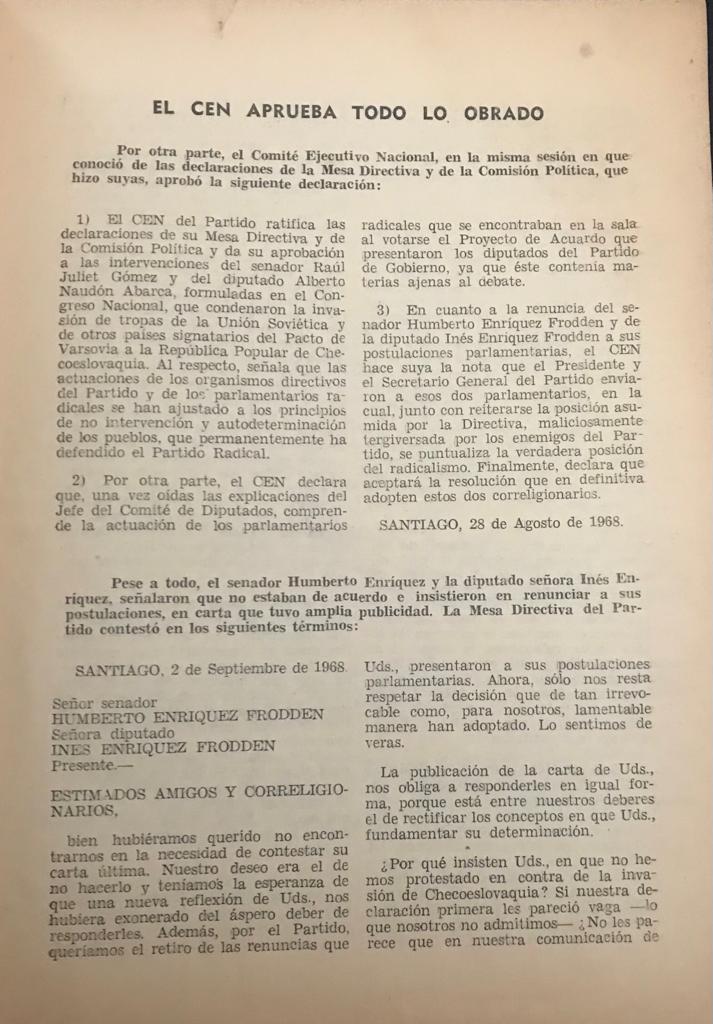 EL CEN APRUEBA TODO LO OBRADO
Por otra parte, el Comité Ejecutivo Nacional, en la misma sesión en que
conoció de las declaraciones de la Mesa Directiva y de la Comisión Política, que
hizo suyas, aprobó la siguiente declaración:
1) El CEN del Partido ratifica las
declaraciones de su Mesa Directiva y de
la Comisión Política y da su aprobación
a las intervenciones del senador Raúl
Juliet Gómez y del diputado Alberto
Naudón Abarca, formuladas en el Con-
greso Nacional, que condenaron la inva-
sión de tropas de la Unión Soviética y
de otros países signatarios del Pacto de
Varsovia a la República Popular de Che-
coeslovaquia. Al respecto, señala que las
actuaciones de los organismos directivos
del Partido y de los parlamentarios ra-
dicales se han ajustado a los principios
de no intervención y autodeterminación
de los pueblos, que permanentemente ha
defendido el Partido Radical.
2) Por otra parte, el CEN declara
que, una vez oídas las explicaciones del
Jefe del Comité de Diputados, compren-
de la actuación de los parlamentarios
radicales que se encontraban en la sala
al votarse el Proyecto de Acuerdo que
presentaron los diputados del Partido
de Gobierno, ya que éste contenía ma-
terias ajenas al debate.
3) En cuanto a la renuncia del se-
nador Humberto Enríquez Frodden y de
la diputado Inés Enriquez Frodden a sus
postulaciones parlamentarias, el CEN
hace suya la nota que el Presidente y
el Secretario General del Partido envia-
ron a esos dos parlamentarios, en la
cual, junto con reiterarse la posición asu-
mida por la Directiva, maliciosamente
tergiversada por los enemigos del Par-
tido, se puntualiza la verdadera posición
del radicalismo. Finalmente, declara que
aceptará la resolución que en definitiva
adopten estos dos correligionarios.
SANTIAGO, 28 de Agosto de 1968.
Pese a todo, el senador Humberto Enríquez y la diputado señora Inés En-
ríquez, señalaron que no estaban de acuerdo e insistieron en renunciar a sus
postulaciones, en carta que tuvo amplia publicidad. La Mesa Directiva del Par-
tido contestó en los siguientes términos:
SANTIAGO, 2 de Septiembre de 1968.
Señor senador
HUMBERTO ENRIQUEZ FRODDEN
Señora diputado
INES ENRIQUEZ FRODDEN
Presente.—
ESTIMADOS AMIGOS Y CORRELIGIO-
NARIOS,
bien hubiéramos querido no encon-
trarnos en la necesidad de contestar su
carta última. Nuestro deseo era el de
no hacerlo y teníamos la esperanza de
que una nueva reflexión de Uds., nos
hubiera exonerado del áspero deber de
responderles. Además, por el Partido,
queríamos el retiro de las renuncias que
Uds., presentaron a sus postulaciones
parlamentarias. Ahora, sólo nos resta
respetar la decisión que de tan irrevo-
cable como, para nosotros, lamentable
manera han adoptado. Lo sentimos de
veras.
La publicación de la carta de Uds.,
nos obliga a responderles en igual for-
ma, porque está entre nuestros deberes
el de rectificar los conceptos en que Uds.,
fundamentar su determinación.
¿Por qué insisten Uds., en que no he-
mos protestado en contra de la inva-
sión de Checoeslovaquia? Si nuestra de-
claración primera les pareció vaga —lo
que nosotros no admitimos— ¿No les pa-
rece que en nuestra comunicación de